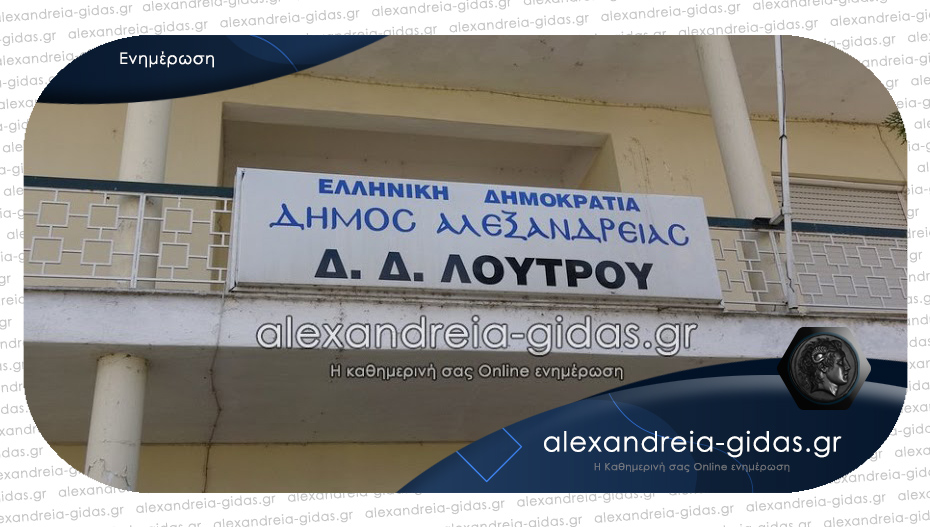 Ενημέρωση
ΕΛΛΗΝΙΚΗ ΔΗΜΟΚΡΑΤΙΑ
ΔΗΜΟΣ ΑΛΕΞΑΝΔΡΕΙΑΣ
Δ. Δ. ΛΟΥΤΡΟΥ
alexandreia-gidas.gr
Η καθημερινή σας Online ενημέρωση
alexandreia-gidas.gr
Η Καθημερινή σας Online ενημέρωση